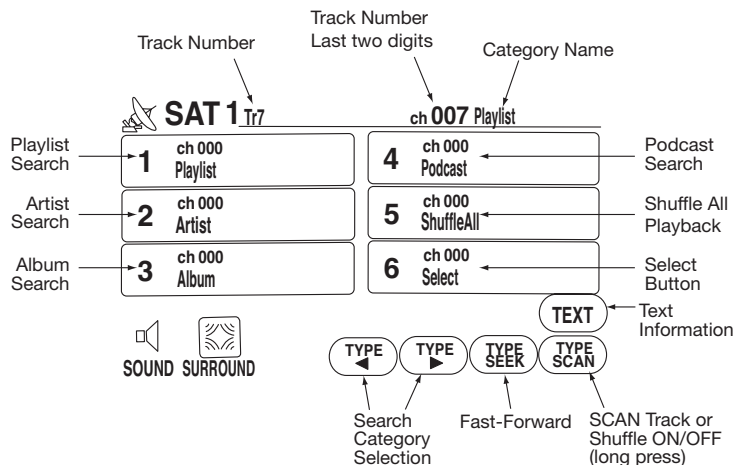 Track Number
Track Number
Last two digits
Category Name
SAT 1 Tr7
ch 007 Playlist
Playlist
Search
1 ch 000
Playlist
4 ch 000
Podcast
Podcast
Search
Artist
Search
2 ch 000
Artist
5 ch 000
ShuffleAll
Shuffle All
Playback
Album
Search
3 ch 000
Album
6 ch 000
Select
Select
Button
TEXT
Text
Information
SOUND
SURROUND
TYPE
TYPE
TYPE
SEEK
TYPE
SCAN
Search
Category
Selection
Fast-Forward
SCAN Track or
Shuffle ON/OFF
(long press)